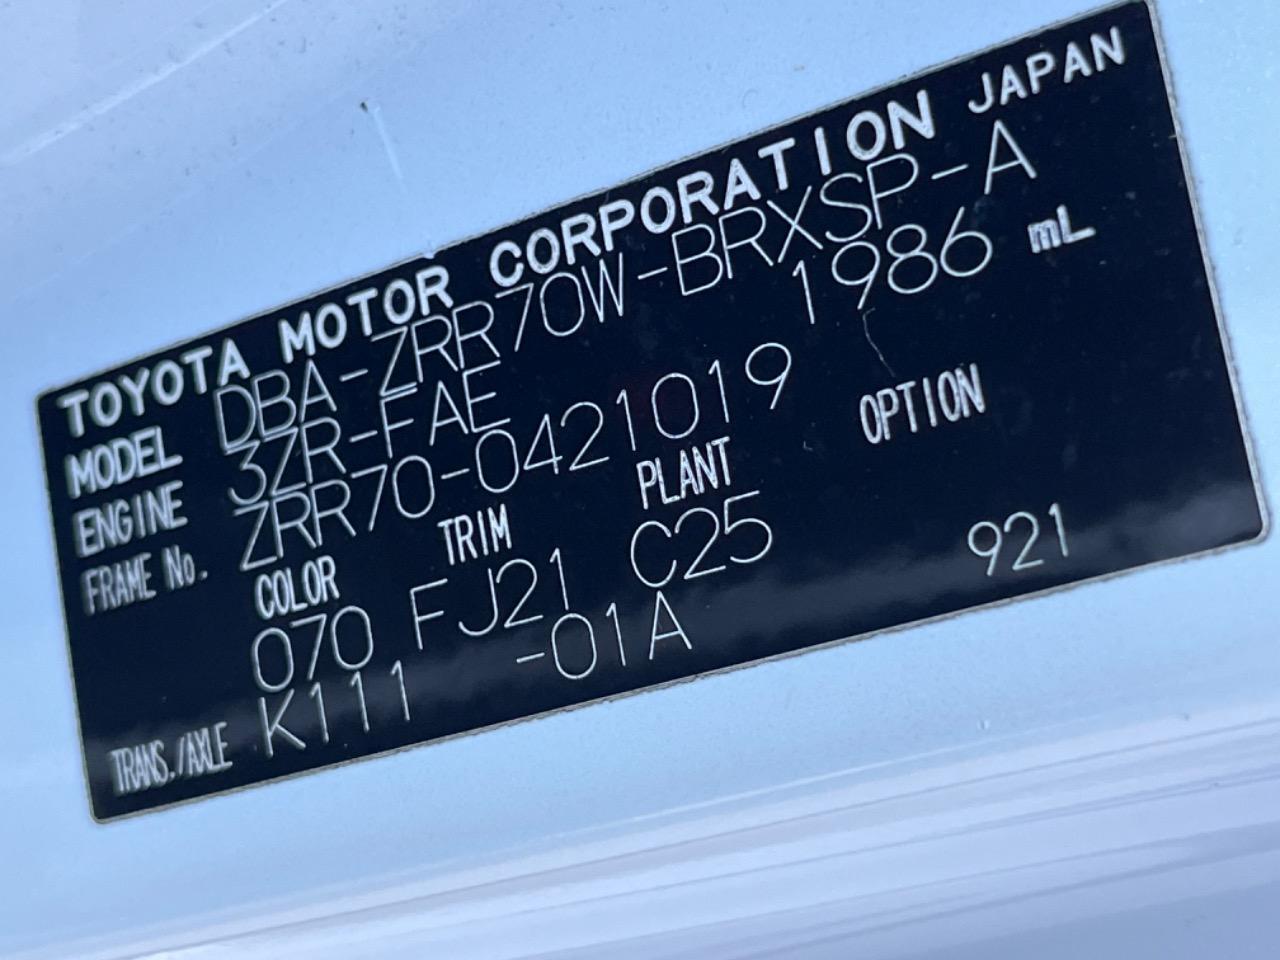 TOYOTA MOTOR CORPORATION JAPAN
MODEL DBA-ZRR70W-BRXSP-A
ENGINE 3ZR-FAE 1986 mL
FRAME No. ZRR70-0421019
COLOR TRIM PLANT OPTION
070 FJ21 C25 921
TRANS./AXLE K111 -01A